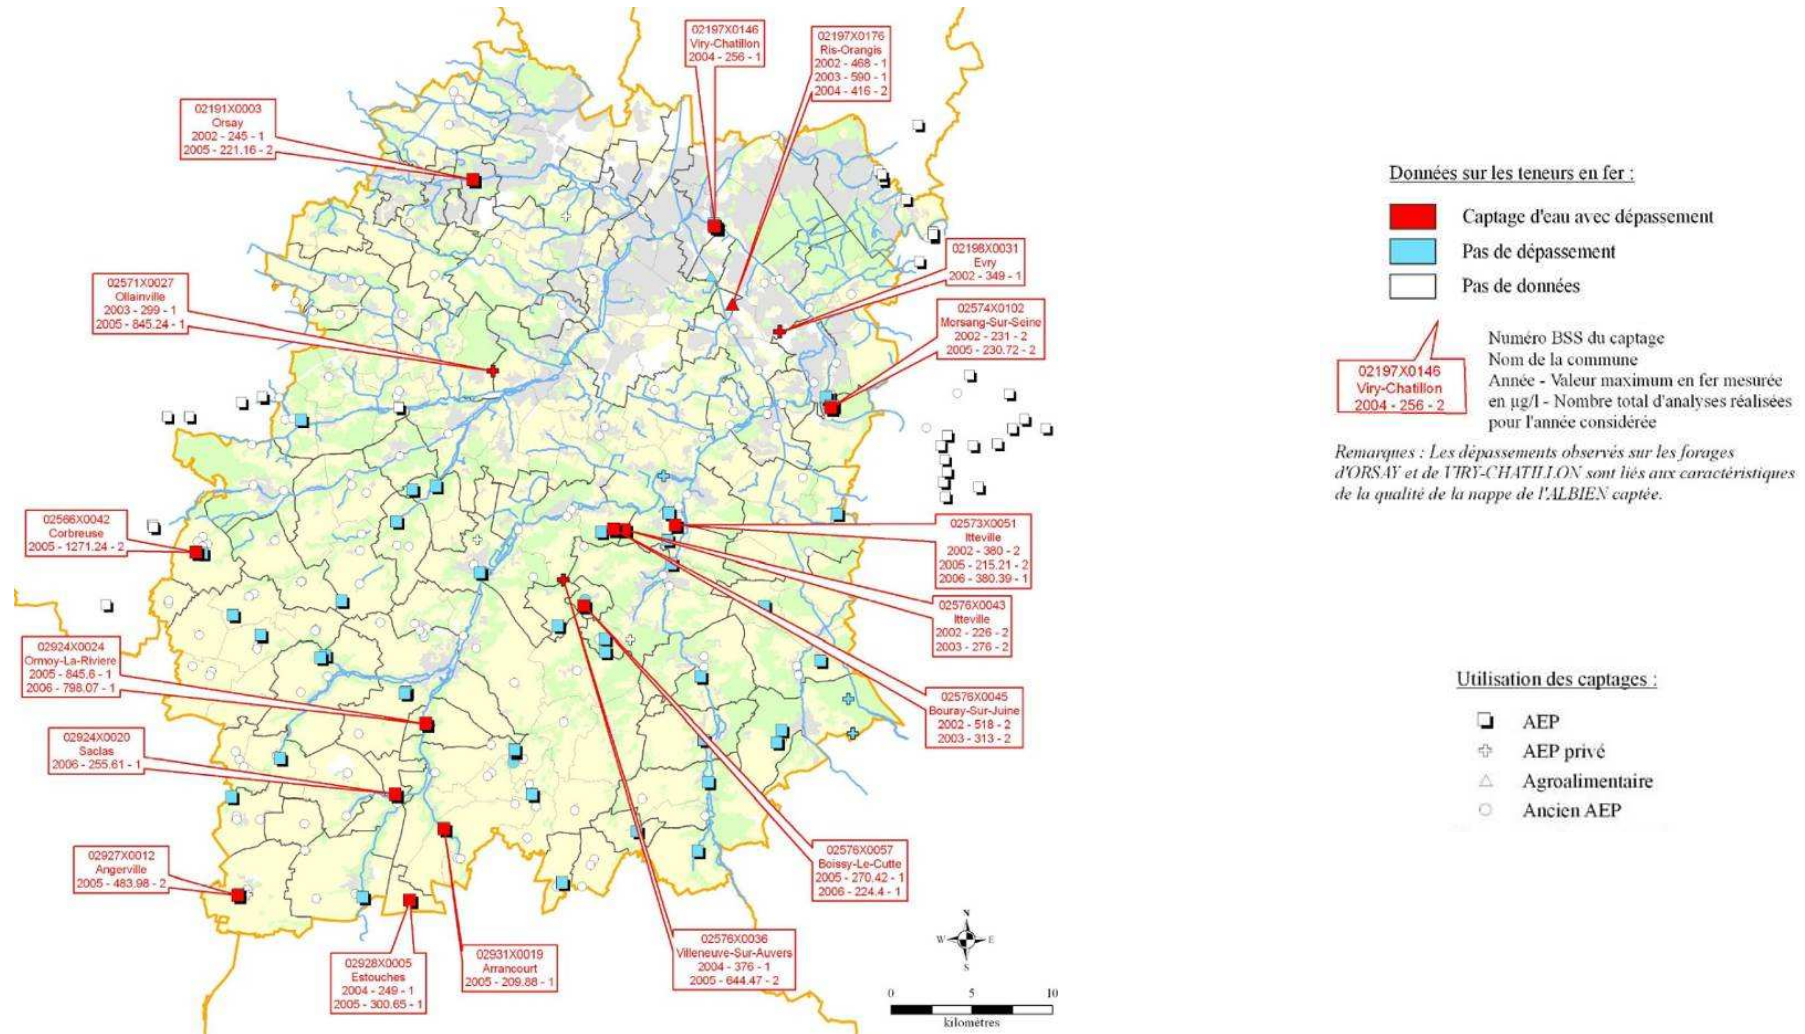 02197X0146
Viry-Chatillon
2004 - 256 - 1
02197X0176
Ris-Orangis
2002 - 468 - 1
2003 - 590 - 1
2004 - 416 - 2
02191X0003
Orsay
2002 - 245 - 1
2005 - 221.16 - 2
02198X0031
Evry
2002 - 349 - 1
02571X0027
Ollainville
2003 - 299 - 1
2005 - 845.24 - 1
02574X0102
Morsang-Sur-Seine
2002 - 231 - 2
2005 - 230.72 - 2
02566X0042
Corbreuse
2005 - 1271.24 - 2
02573X0051
Itteville
2002 - 380 - 2
2005 - 215.21 - 2
2006 - 380.39 - 1
02576X0043
Itteville
2002 - 226 - 2
2003 - 276 - 2
02924X0024
Ormoy-La-Riviere
2005 - 845.6 - 1
2006 - 798.07 - 1
02576X0045
Bouray-Sur-Juine
2002 - 518 - 2
2003 - 313 - 2
02924X0020
Saclas
2006 - 255.61 - 1
02927X0012
Angerville
2005 - 483.98 - 2
02576X0057
Boissy-Le-Cutte
2005 - 270.42 - 1
2006 - 224.4 - 1
02928X0005
Estouches
2004 - 249 - 1
2005 - 300.65 - 1
02931X0019
Arrancourt
2005 - 209.88 - 1
02576X0036
Villeneuve-Sur-Auvers
2004 - 376 - 1
2005 - 644.47 - 2
N
W E
S
0 5 10
kilomètres
Données sur les teneurs en fer :
Captage d'eau avec dépassement
Pas de dépassement
Pas de données
02197X0146
Viry-Chatillon
2004 - 256 - 2
Numéro BSS du captage
Nom de la commune
Année - Valeur maximum en fer mesurée
en µg/l - Nombre total d'analyses réalisées
pour l'année considérée
Remarques : Les dépassements observés sur les forages
d'ORSAY et de VIRY-CHATILLON sont liés aux caractéristiques
de la qualité de la nappe de l'ALBIEN captée.
Utilisation des captages :
AEP
AEP privé
Agroalimentaire
Ancien AEP